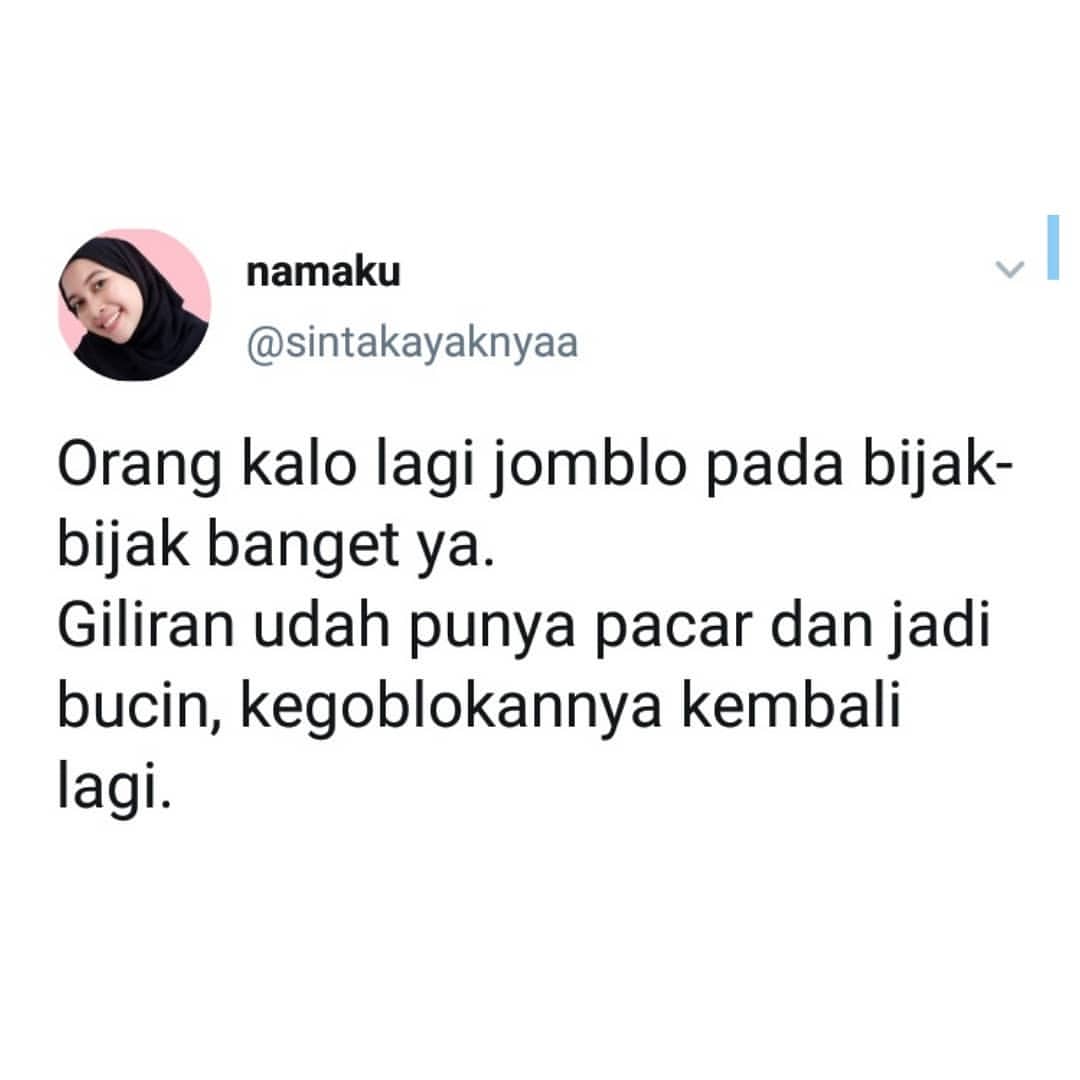 namaku
@sintakayaknyaa
Orang kalo lagi jomblo pada bijak-
bijak banget ya.
Giliran udah punya pacar dan jadi
bucin, kegoblokannya kembali
lagi.